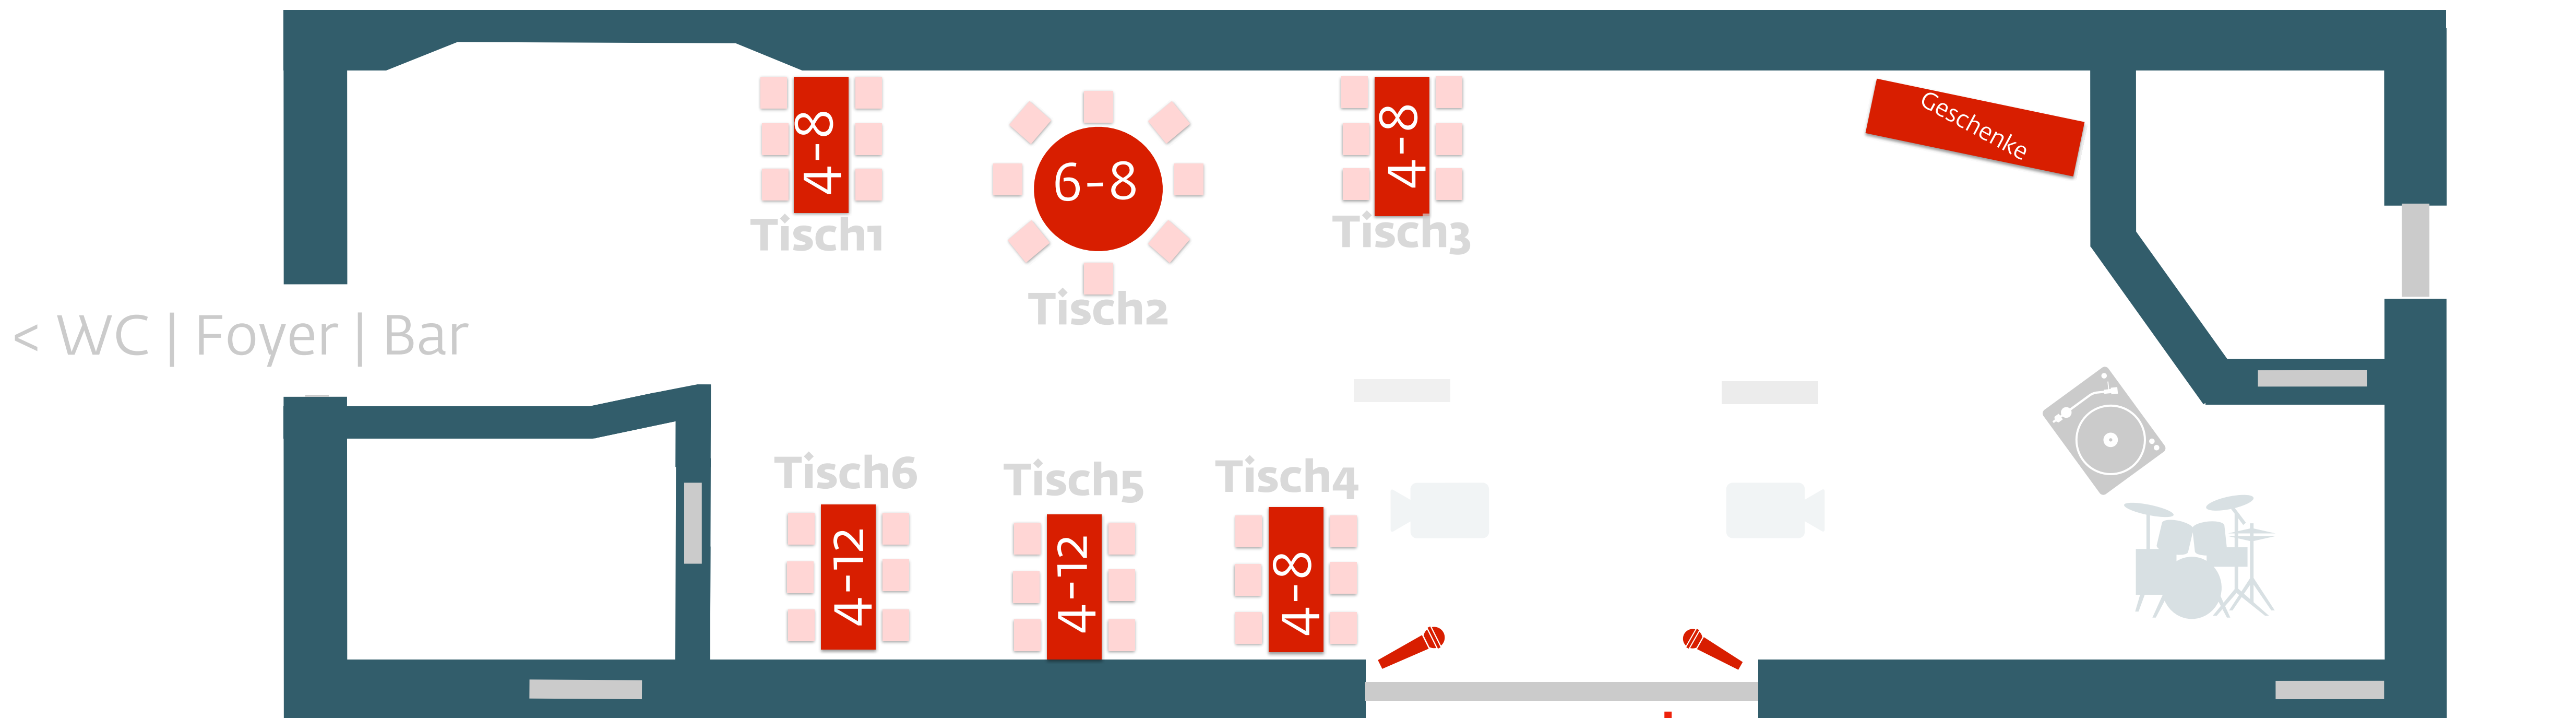 4-8
Tisch1
6-8
Tisch2
4-8
Tisch3
Geschenke
< WC | Foyer | Bar
Tisch6
4-12
Tisch5
4-12
Tisch4
4-8